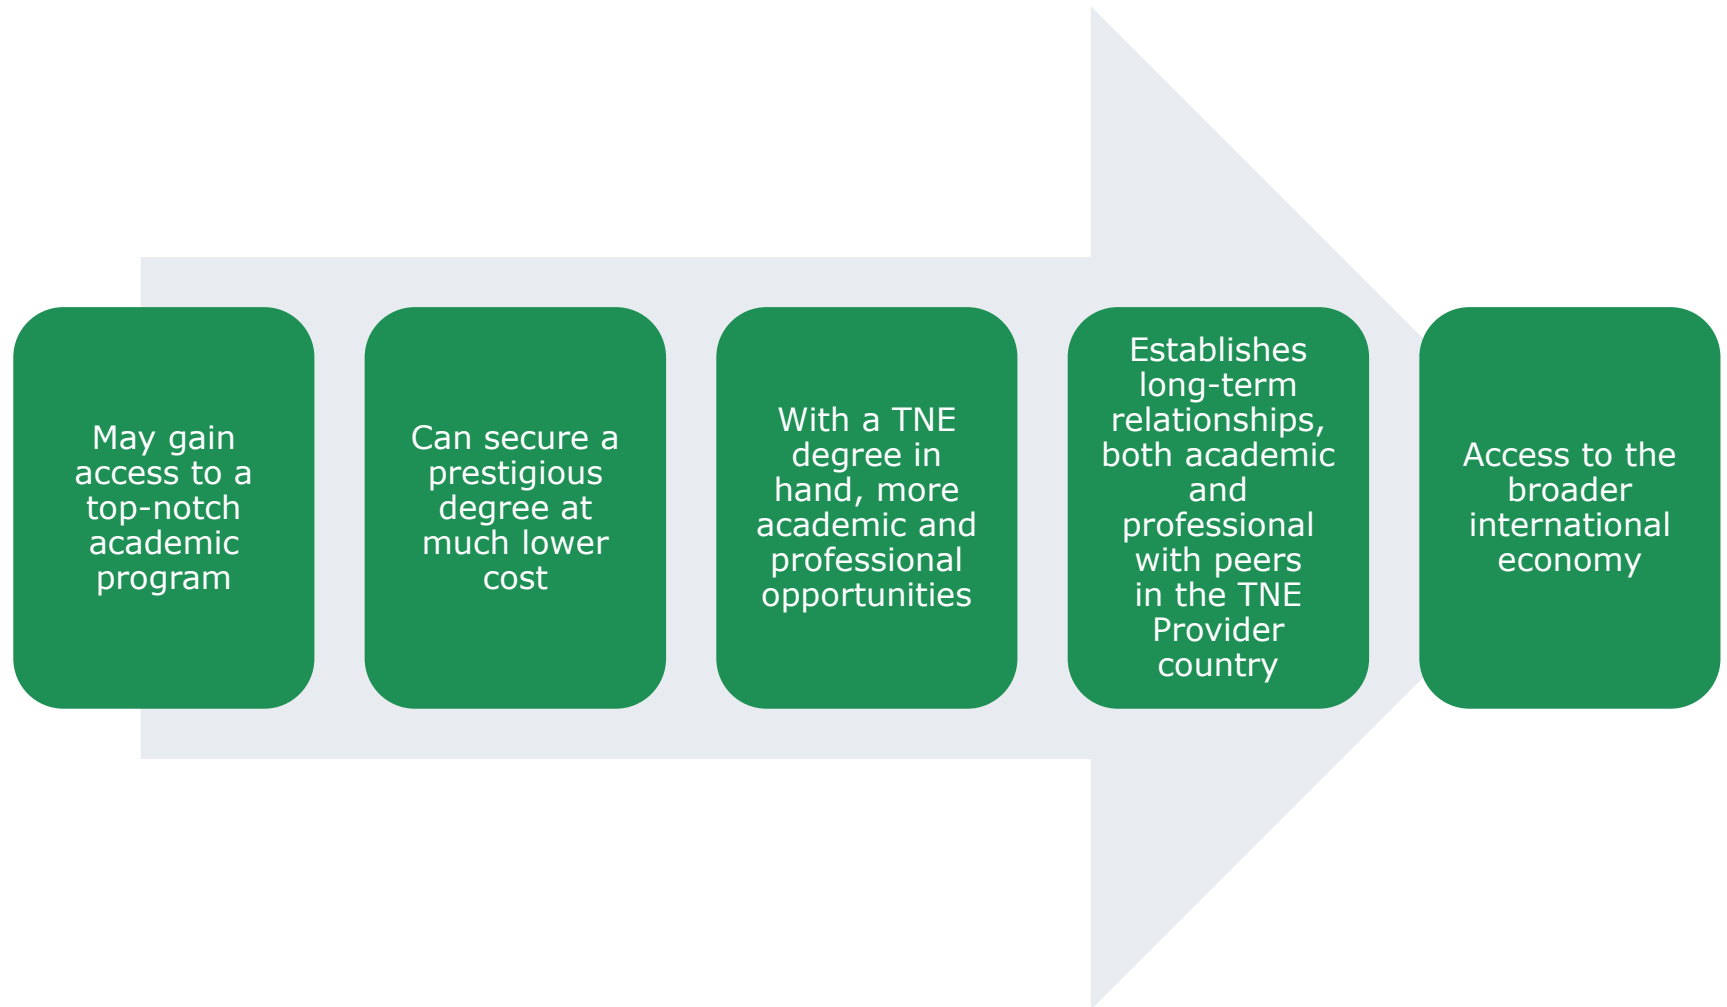 May gain
access to a
top-notch
academic
program
Can secure a
prestigious
degree at
much lower
cost
With a TNE
degree in
hand, more
academic and
professional
opportunities
Establishes
long-term
relationships,
both academic
and
professional
with peers
in the TNE
Provider
country
Access to the
broader
international
economy